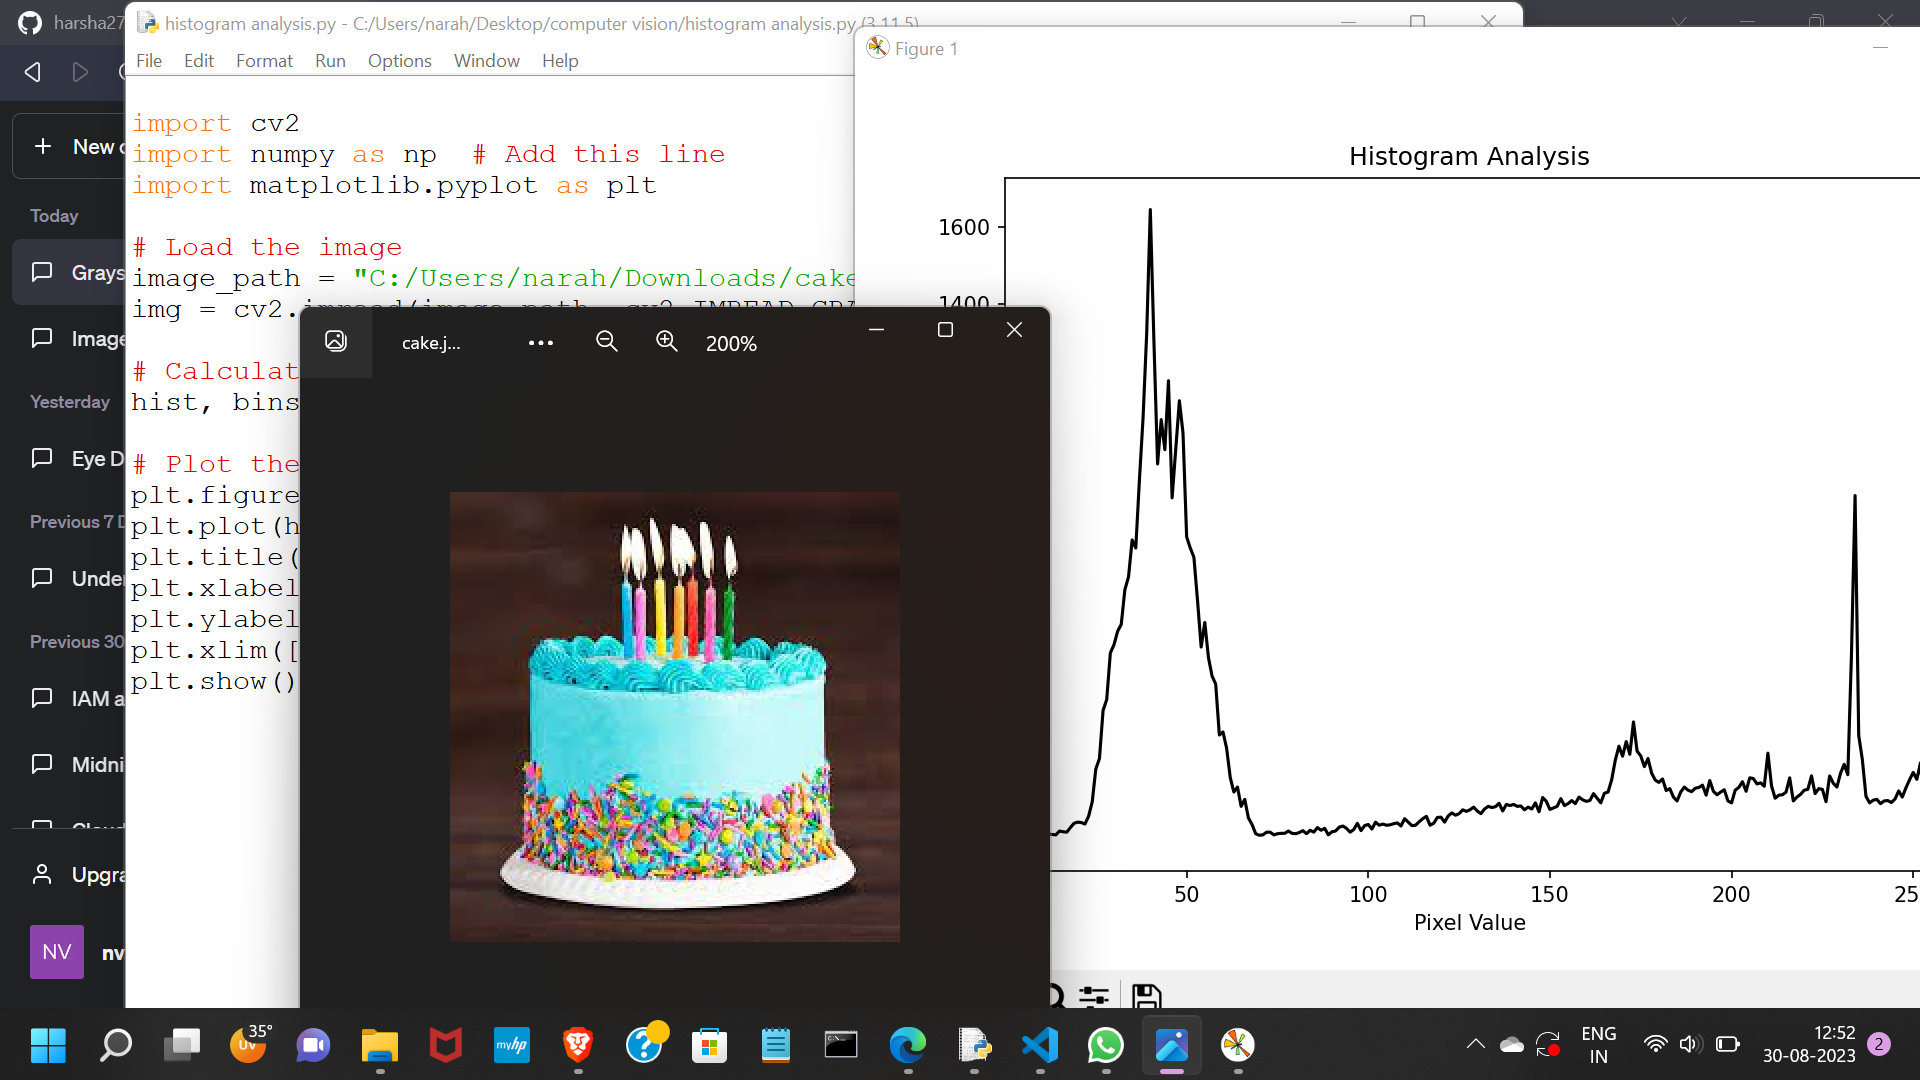 harsha27
histogram analysis.py - C:/Users/narah/Desktop/computer vision/histogram analysis.py (3.11.5)
File Edit Format Run Options Window Help
New c
Today
Grays
Image
Yesterday
Eye D
Previous 7 D
Under
Previous 30
IAM a
Midni
Cloud
Upgra
NV
nv
import cv2
import numpy as np  # Add this line
import matplotlib.pyplot as plt
# Load the image
image_path = "C:/Users/narah/Downloads/cake
img = cv2.imread(image_path, cv2.IMREAD_GRA
# Calculat
hist, bins
# Plot the
plt.figure
plt.plot(h
plt.title(
plt.xlabel
plt.ylabel
plt.xlim([
plt.show()
cake.j...
200%
Figure 1
Histogram Analysis
1600
1400
50 100 150 200 25
Pixel Value
35°
UV
myhp
ENG
IN
12:52
30-08-2023
2